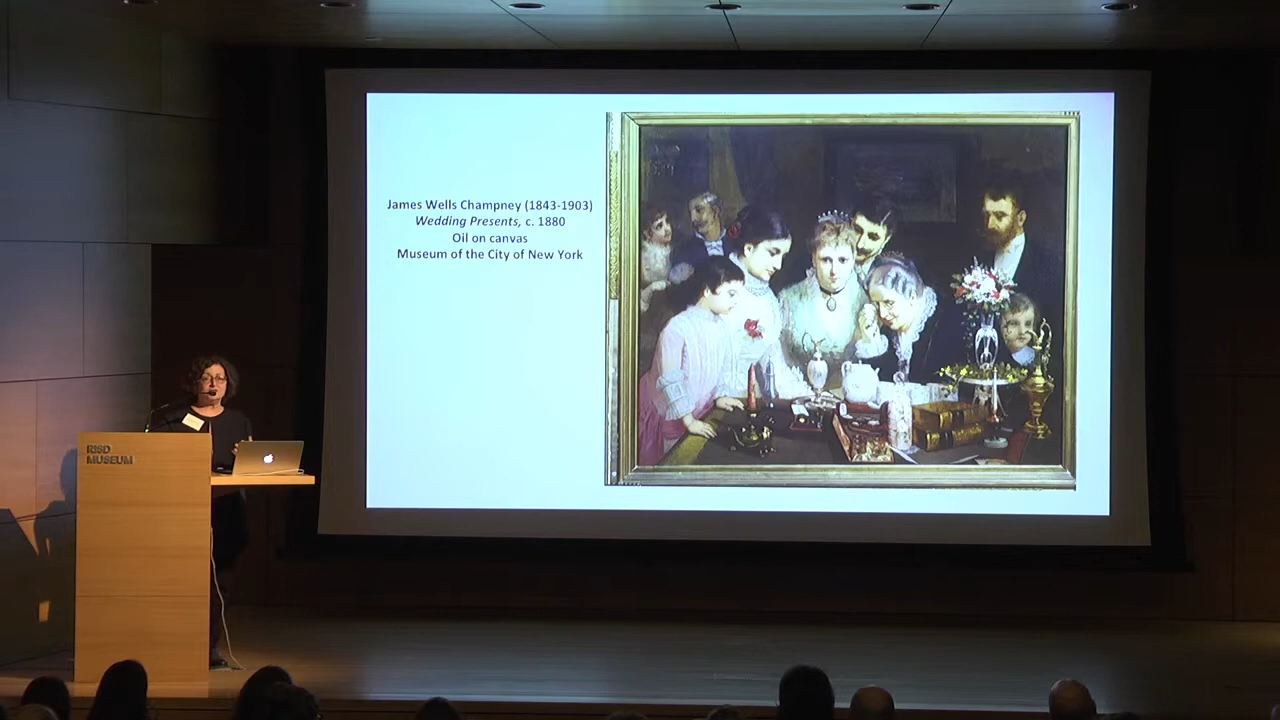 James Wells Champney (1843-1903)
Wedding Presents, c. 1880
Oil on canvas
Museum of the City of New York
RISD
MUSEUM